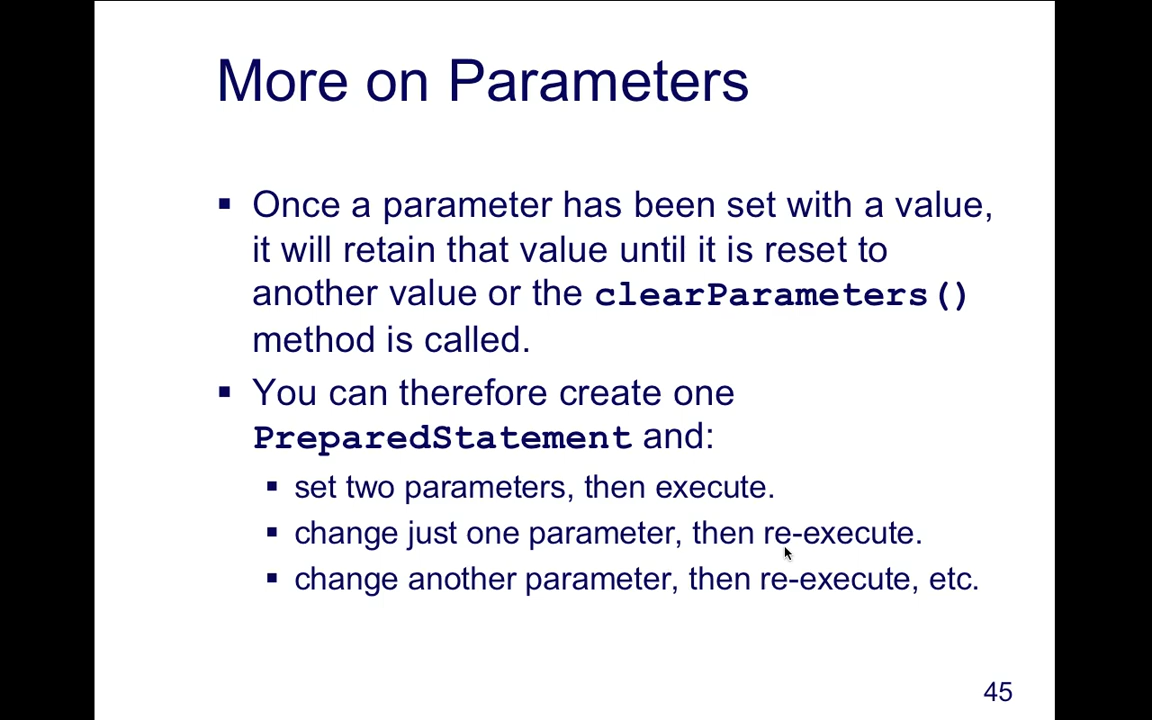 More on Parameters
▪ Once a parameter has been set with a value,
it will retain that value until it is reset to
another value or the clearParameters()
method is called.
▪ You can therefore create one
PreparedStatement and:
▪ set two parameters, then execute.
▪ change just one parameter, then re-execute.
▪ change another parameter, then re-execute, etc.
45